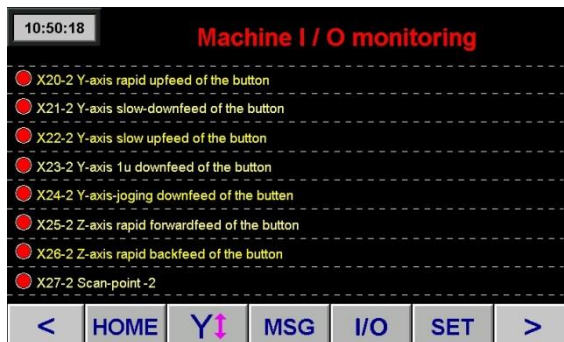 10:50:18
Machine I / O monitoring
X20-2 Y-axis rapid upfeed of the button
X21-2 Y-axis slow-downfeed of the button
X22-2 Y-axis slow upfeed of the button
X23-2 Y-axis 1u downfeed of the button
X24-2 Y-axis-joging downfeed of the butten
X25-2 Z-axis rapid forwardfeed of the button
X26-2 Z-axis rapid backfeed of the button
X27-2 Scan-point -2
< HOME Y↕ MSG I/O SET >